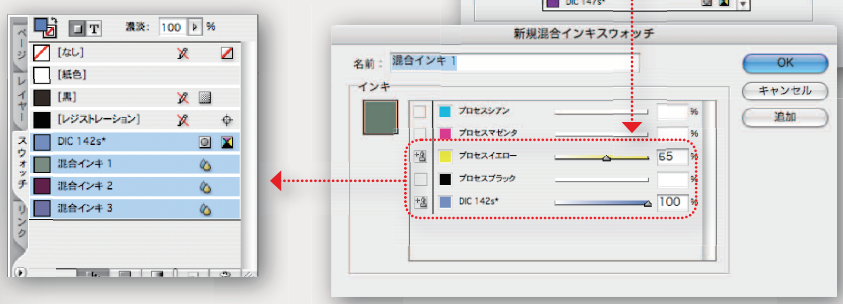 DIC 147s*
濃淡: 100 %
ページ
レイヤー
スウォッチ
リンク
[なし]
[紙色]
[黒]
[レジストレーション]
DIC 142s*
混合インキ 1
混合インキ 2
混合インキ 3
新規混合インキスウォッチ
名前: 混合インキ 1
インキ
プロセスシアン %
プロセスマゼンタ %
プロセスイエロー 65 %
プロセスブラック %
DIC 142s* 100 %
OK
キャンセル
追加